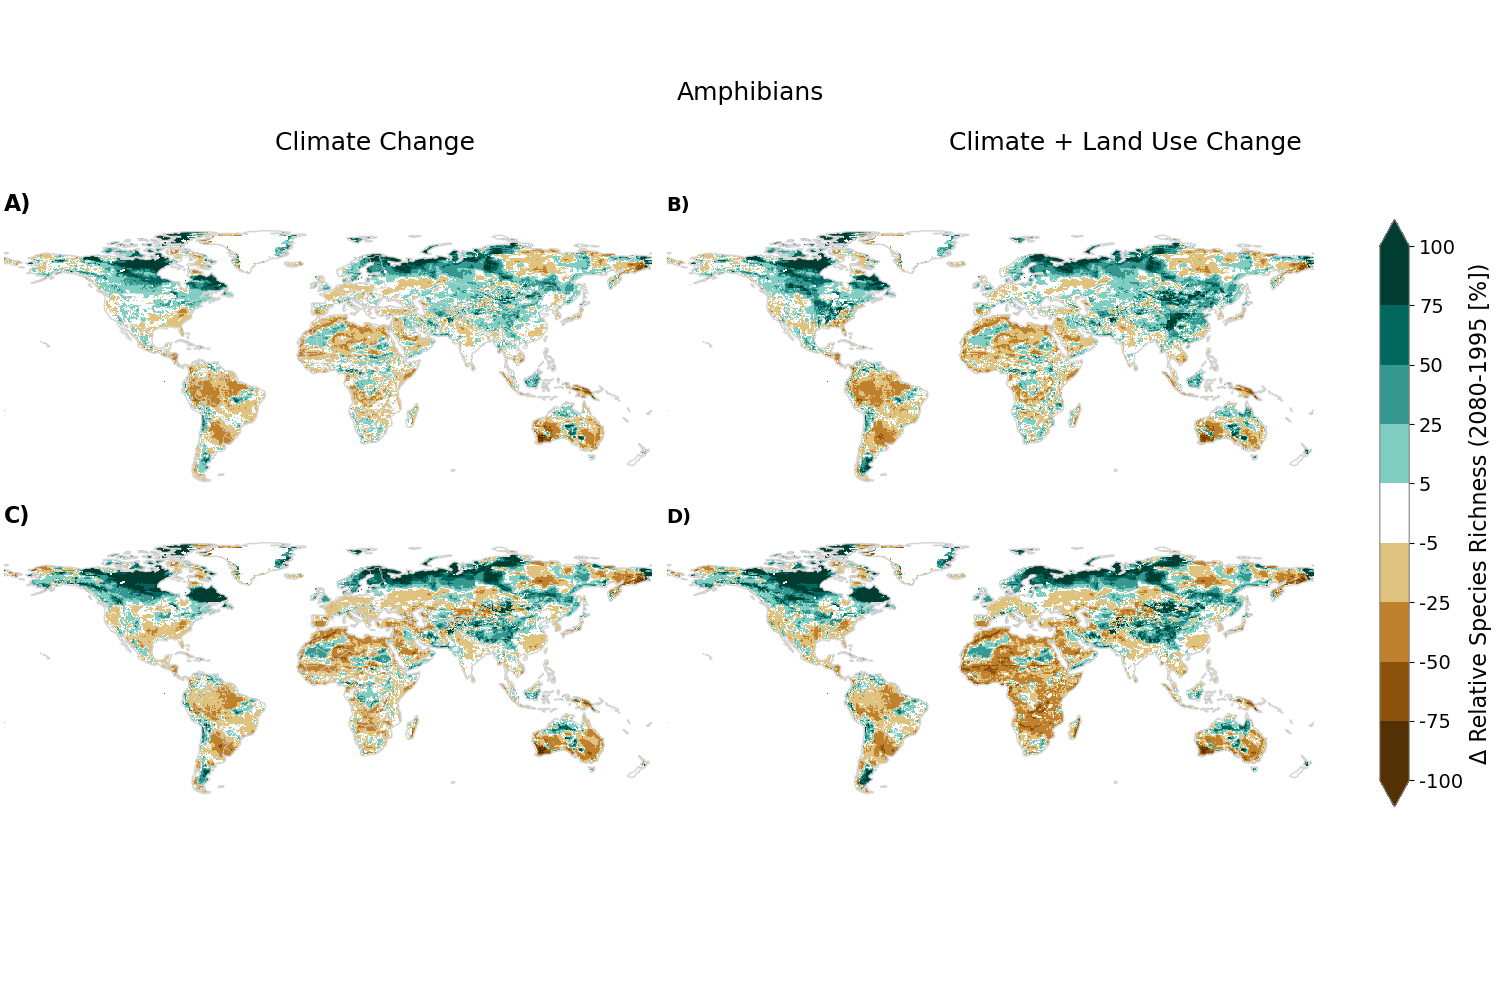 Amphibians
Climate Change
Climate + Land Use Change
A)
B)
C)
D)
100
75
50
25
5
-5
-25
-50
-75
-100
Δ Relative Species Richness (2080-1995 [%])